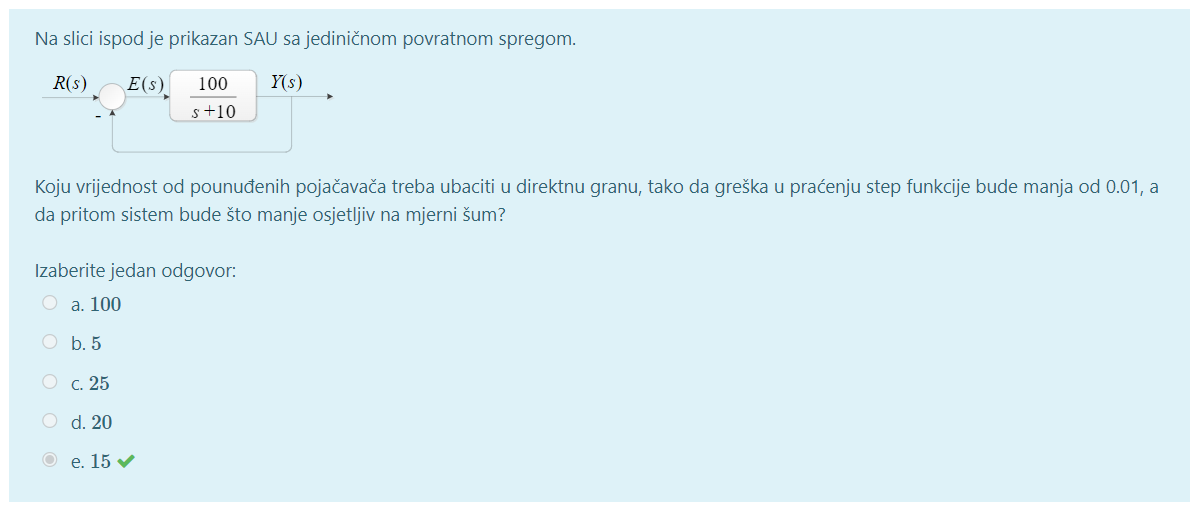 Na slici ispod je prikazan SAU sa jediničnom povratnom spregom.
R(s) E(s) 100 Y(s)
s+10
-
Koju vrijednost od pounuđenih pojačavača treba ubaciti u direktnu granu, tako da greška u praćenju step funkcije bude manja od 0.01, a
da pritom sistem bude što manje osjetljiv na mjerni šum?
Izaberite jedan odgovor:
a. 100
b. 5
c. 25
d. 20
e. 15